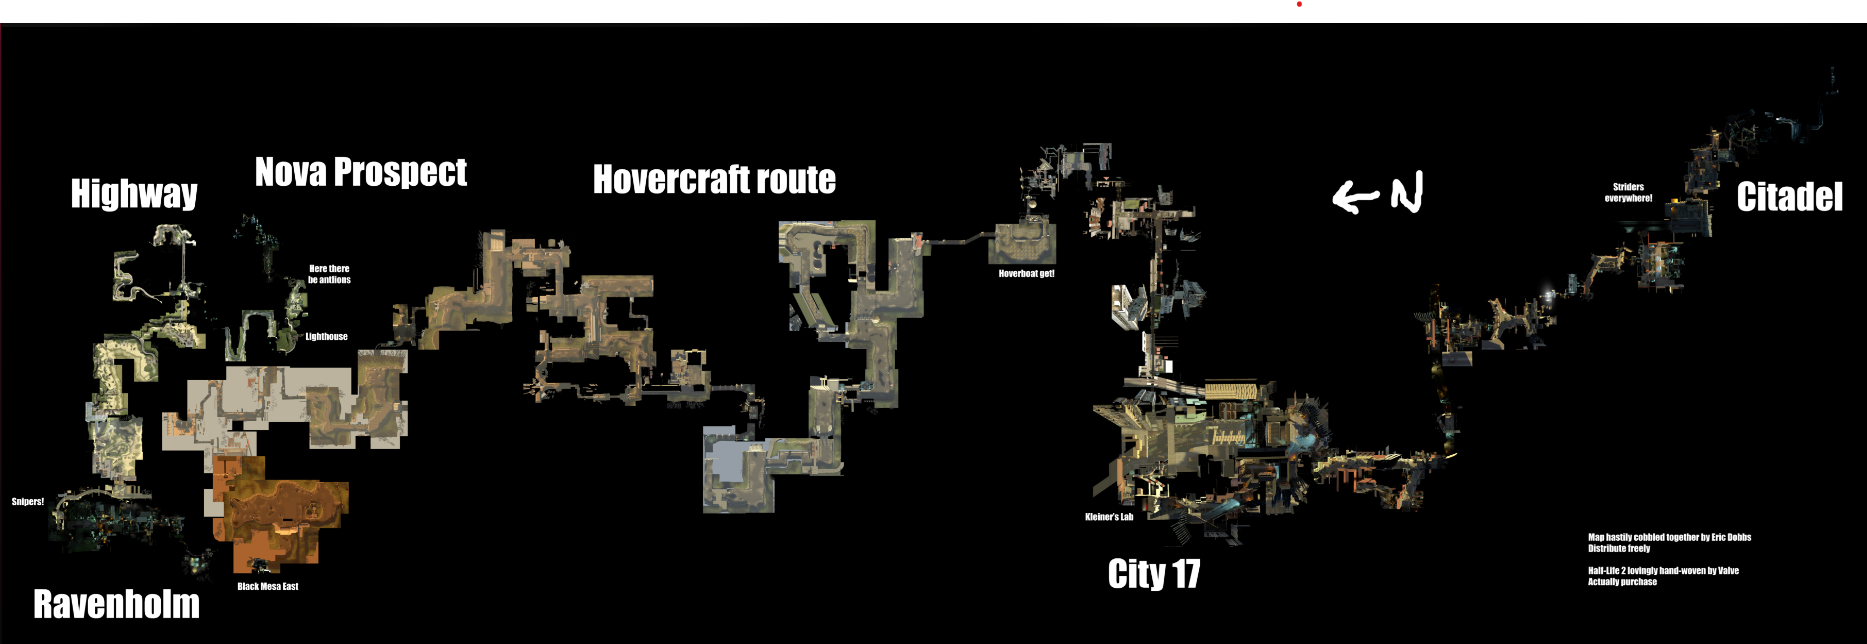 Highway
Nova Prospect
Hovercraft route
← N
Striders
everywhere!
Citadel
Here there
be antlions
Hoverboat get!
Lighthouse
Snipers!
Kleiner's Lab
Map hastily cobbled together by Eric Dobbs
Distribute freely
Half-Life 2 lovingly hand-woven by Valve
Actually purchase
City 17
Black Mesa East
Ravenholm